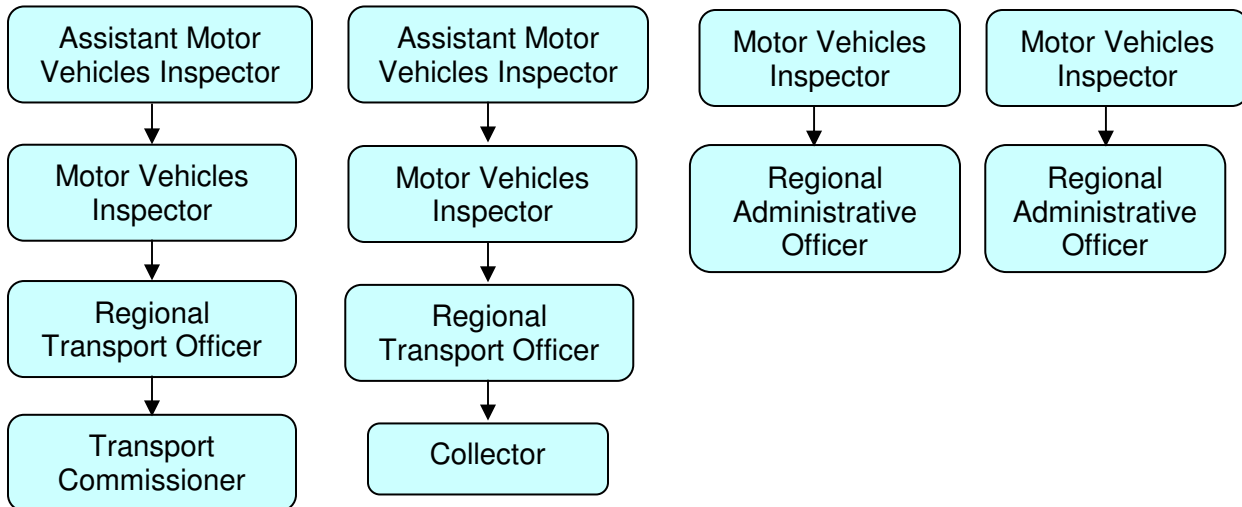 Assistant Motor
Vehicles Inspector
Motor Vehicles
Inspector
Regional
Transport Officer
Transport
Commissioner
Assistant Motor
Vehicles Inspector
Motor Vehicles
Inspector
Regional
Transport Officer
Collector
Motor Vehicles
Inspector
Regional
Administrative
Officer
Motor Vehicles
Inspector
Regional
Administrative
Officer